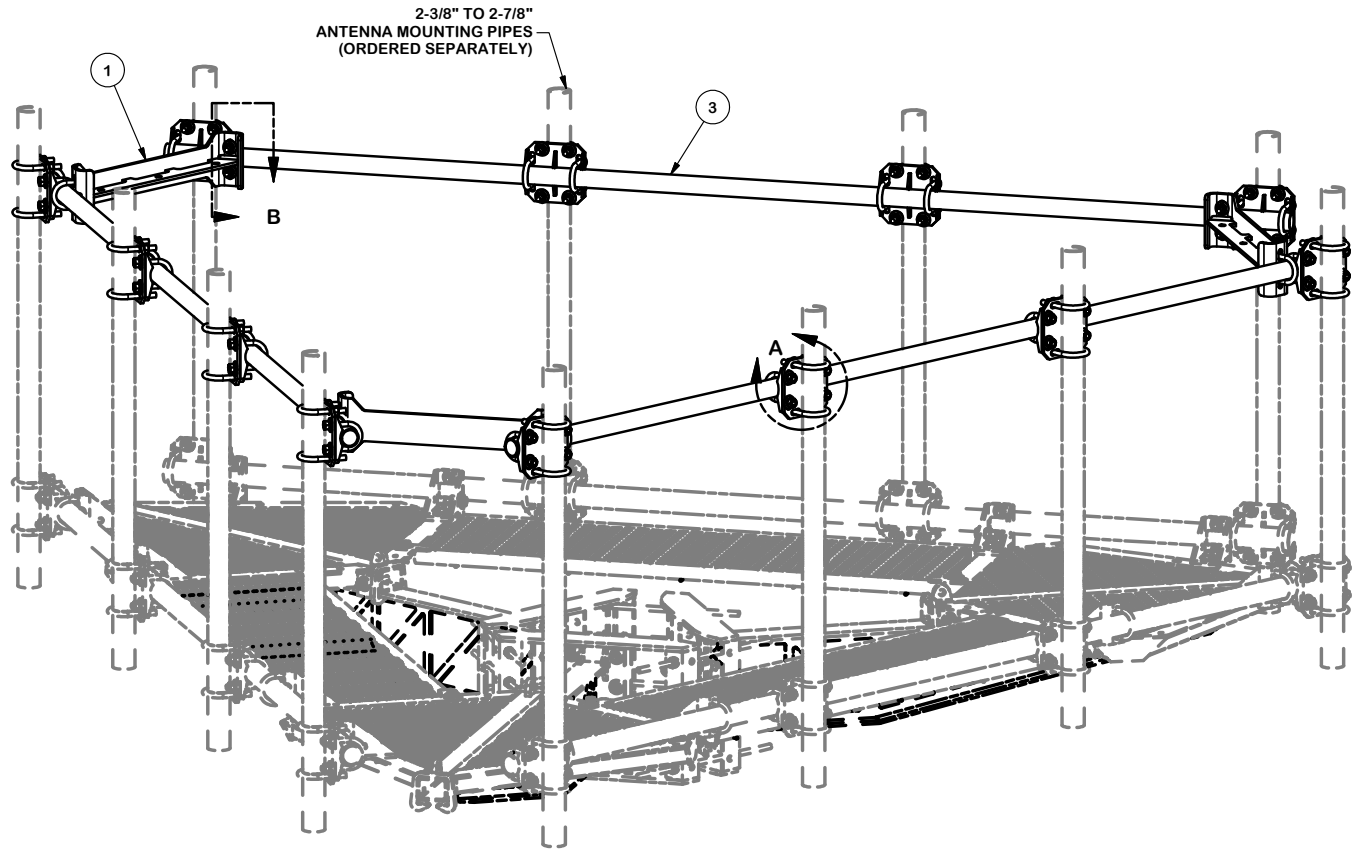 2-3/8" TO 2-7/8"
ANTENNA MOUNTING PIPES
(ORDERED SEPARATELY)
1
3
B
A